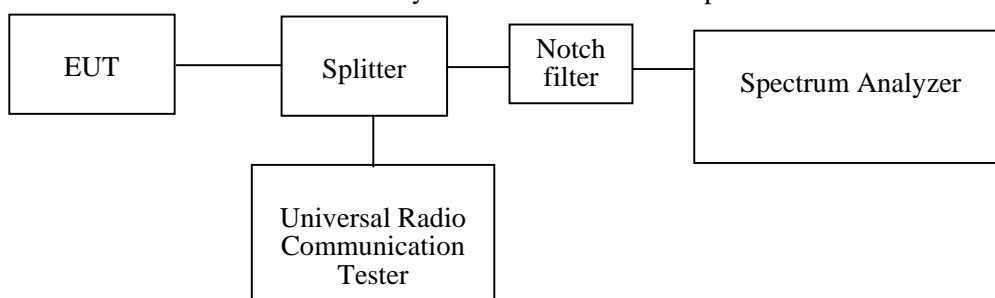 EUT
Splitter
Notch
filter
Spectrum Analyzer
Universal Radio
Communication
Tester